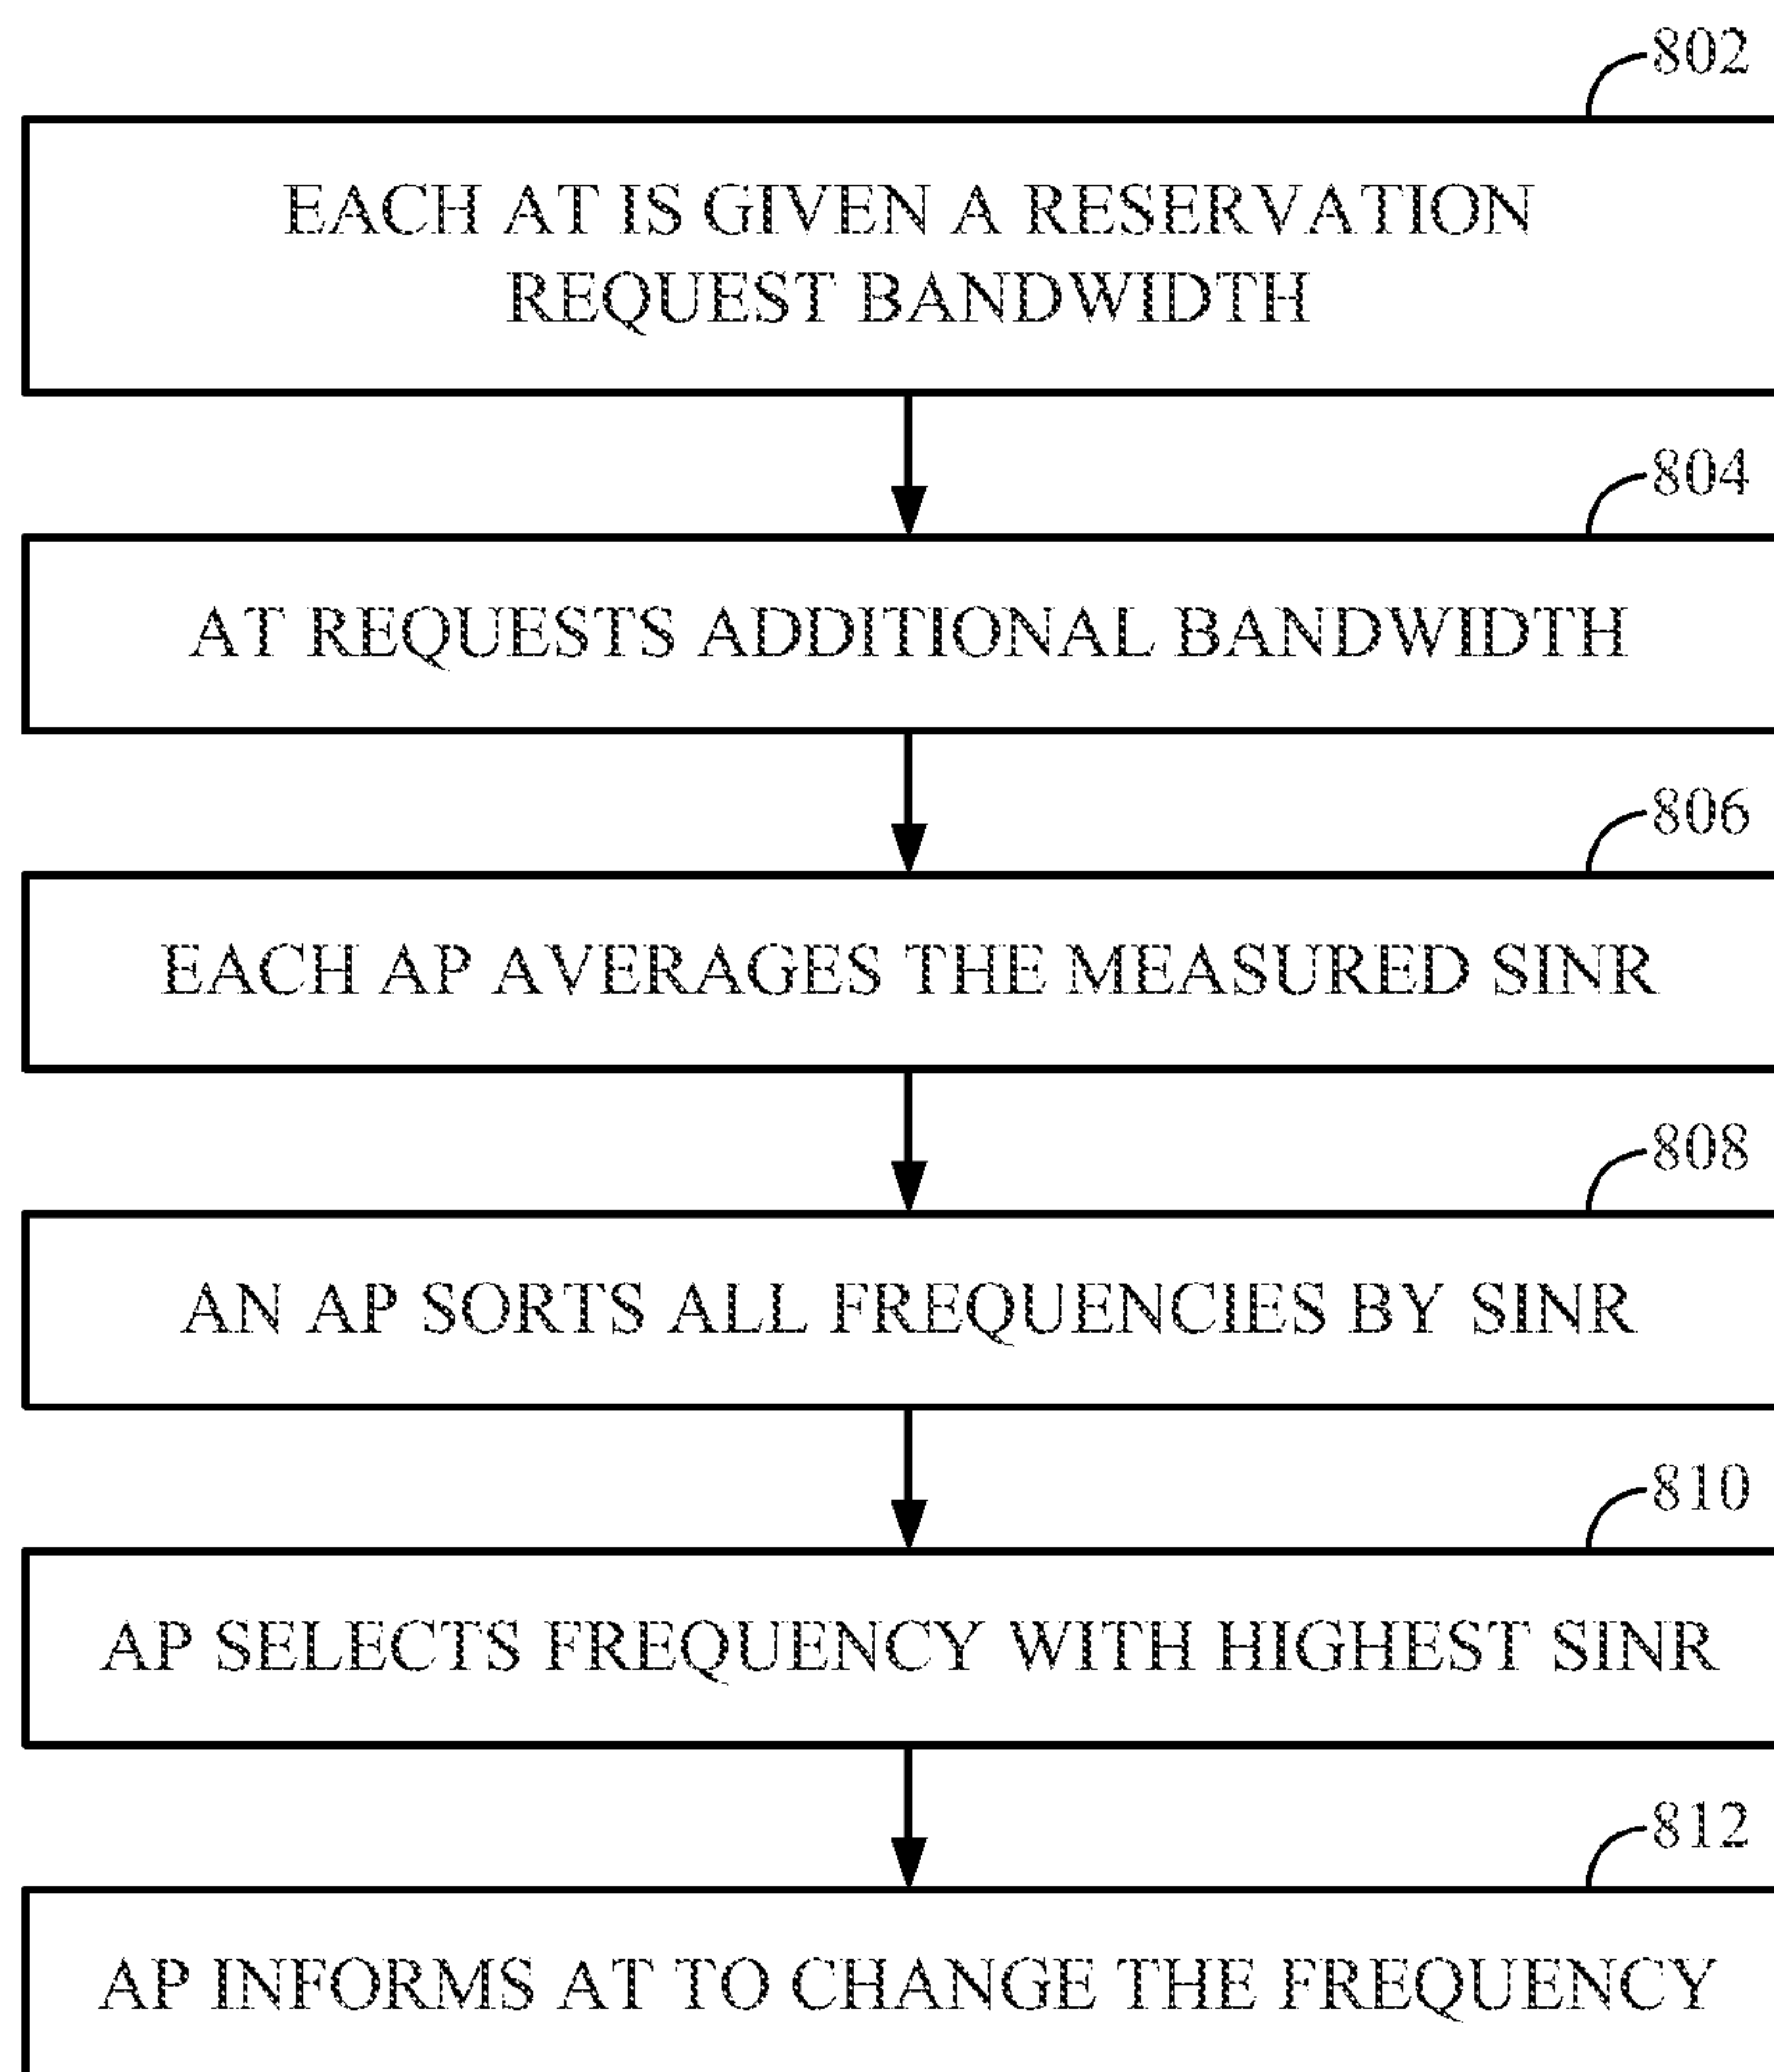 802
EACH AT IS GIVEN A RESERVATION
REQUEST BANDWIDTH
804
AT REQUESTS ADDITIONAL BANDWIDTH
806
EACH AP AVERAGES THE MEASURED SINR
808
AN AP SORTS ALL FREQUENCIES BY SINR
810
AP SELECTS FREQUENCY WITH HIGHEST SINR
812
AP INFORMS AT TO CHANGE THE FREQUENCY